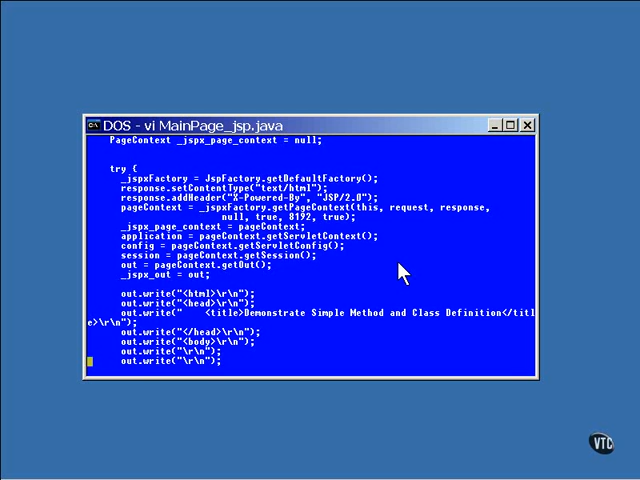 DOS - vi MainPage_jsp.java
PageContext _jspx_page_context = null;
try {
_jspxFactory = JspFactory.getDefaultFactory();
response.setContentType("text/html");
response.addHeader("X-Powered-By", "JSP/2.0");
pageContext = _jspxFactory.getPageContext(this, request, response,
null, true, 8192, true);
_jspx_page_context = pageContext;
application = pageContext.getServletContext();
config = pageContext.getServletConfig();
session = pageContext.getSession();
out = pageContext.getOut();
_jspx_out = out;
out.write("<html>\r\n");
out.write("<head>\r\n");
out.write("    <title>Demonstrate Simple Method and Class Definition</titl
e>\r\n");
out.write("</head>\r\n");
out.write("<body>\r\n");
out.write("\r\n");
out.write("\r\n");
VTC